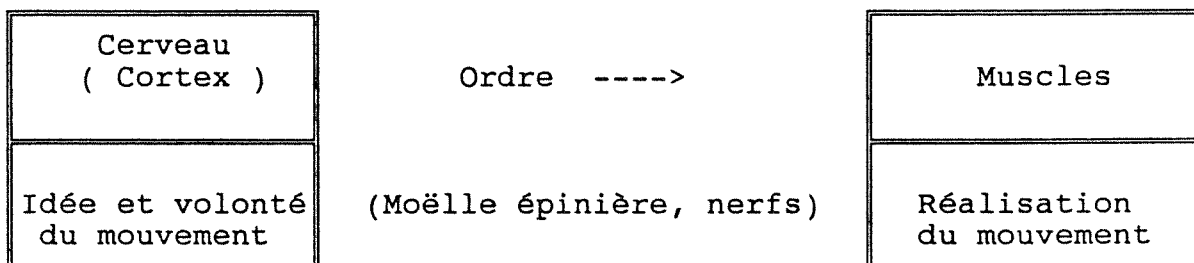 Cerveau
( Cortex )
Ordre ---->
Muscles
Idée et volonté
du mouvement
(Moëlle épinière, nerfs)
Réalisation
du mouvement